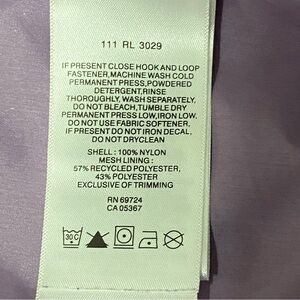 111 RL 3029
IF PRESENT CLOSE HOOK AND LOOP
FASTENER,MACHINE WASH COLD
PERMANENT PRESS,POWDERED
DETERGENT,RINSE
THOROUGHLY, WASH SEPARATELY.
DO NOT BLEACH,TUMBLE DRY
PERMANENT PRESS LOW,IRON LOW.
DO NOT USE FABRIC SOFTENER.
IF PRESENT DO NOT IRON DECAL,
DO NOT DRYCLEAN
SHELL : 100% NYLON
MESH LINING :
57% RECYCLED POLYESTER,
43% POLYESTER
EXCLUSIVE OF TRIMMING
RN 69724
CA 05367
30C